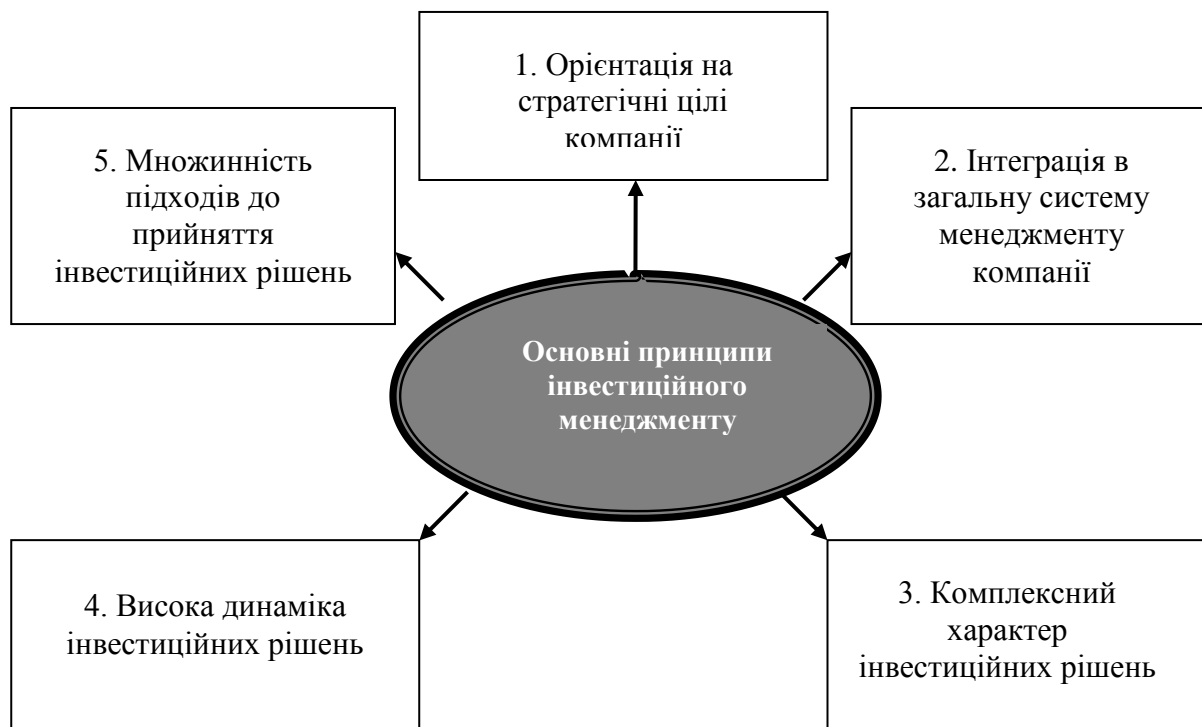 1. Орієнтація на
стратегічні цілі
компанії
5. Множинність
підходів до
прийняття
інвестиційних рішень
2. Інтеграція в
загальну систему
менеджменту
компанії
Основні принципи
інвестиційного
менеджменту
4. Висока динаміка
інвестиційних рішень
3. Комплексний
характер
інвестиційних рішень